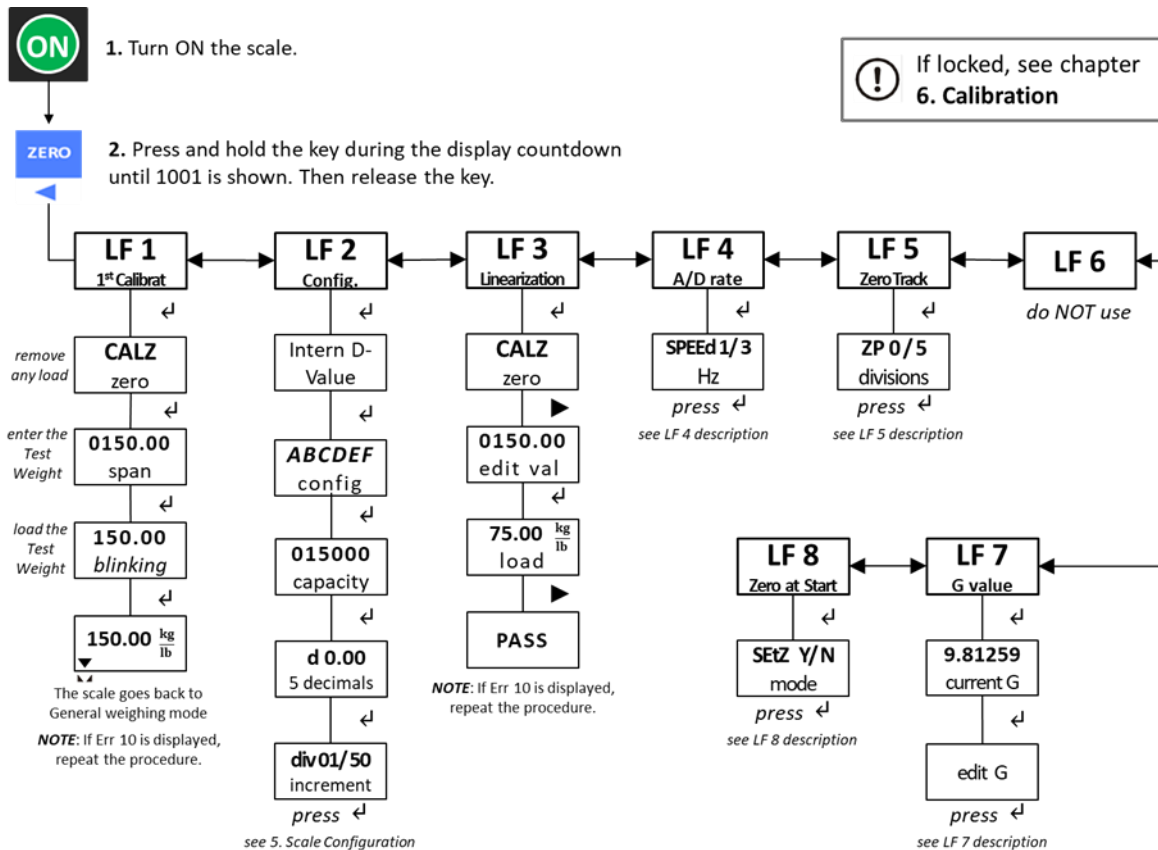 ON
1. Turn ON the scale.
If locked, see chapter
6. Calibration
ZERO
2. Press and hold the key during the display countdown
until 1001 is shown. Then release the key.
LF 1
1st Calibrat
remove
any load
CALZ
zero
enter the
Test
Weight
0150.00
span
load the
Test
Weight
150.00
blinking
150.00 kg
lb
The scale goes back to
General weighing mode
NOTE: If Err 10 is displayed,
repeat the procedure.
LF 2
Config.
Intern D-
Value
ABCDEF
config
015000
capacity
d 0.00
5 decimals
div 01/50
increment
press ↲
see 5. Scale Configuration
LF 3
Linearization
CALZ
zero
0150.00
edit val
75.00 kg
lb
load
PASS
NOTE: If Err 10 is displayed,
repeat the procedure.
LF 4
A/D rate
SPEEd 1/3
Hz
press ↲
see LF 4 description
LF 5
Zero Track
ZP 0/5
divisions
press ↲
see LF 5 description
LF 6
do NOT use
LF 8
Zero at Start
SEtZ Y/N
mode
press ↲
see LF 8 description
LF 7
G value
9.81259
current G
edit G
press ↲
see LF 7 description